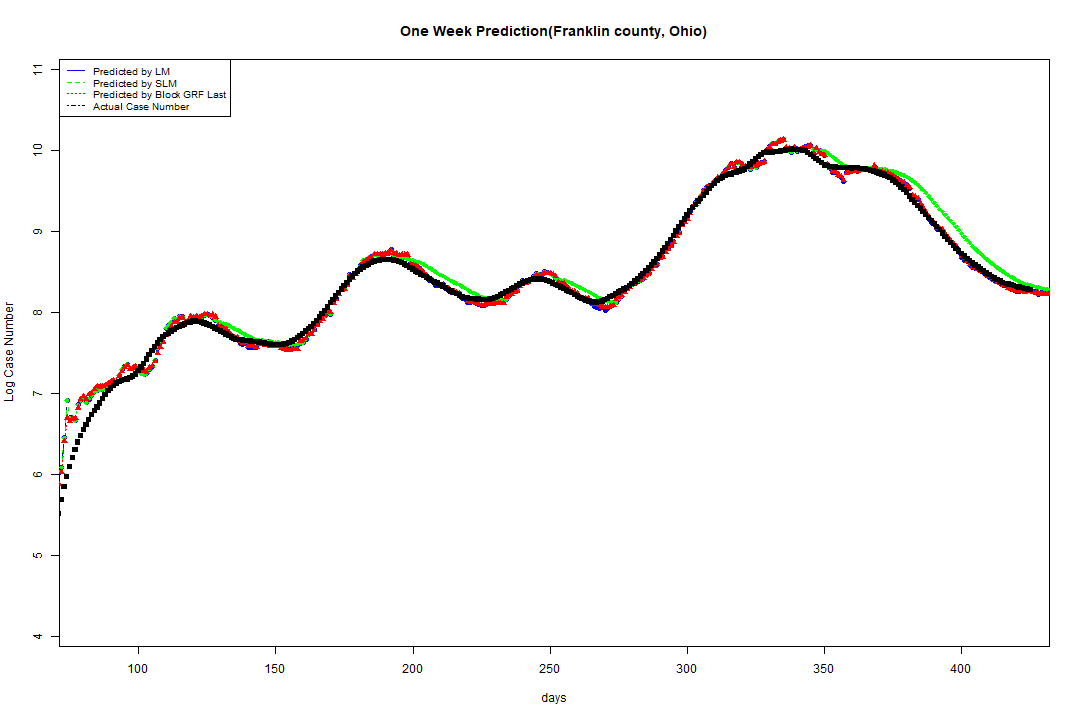 One Week Prediction(Franklin county, Ohio)
Predicted by LM
Predicted by SLM
Predicted by Block GRF Last
Actual Case Number
11
10
9
8
7
6
5
4
Log Case Number
100 150 200 250 300 350 400
days